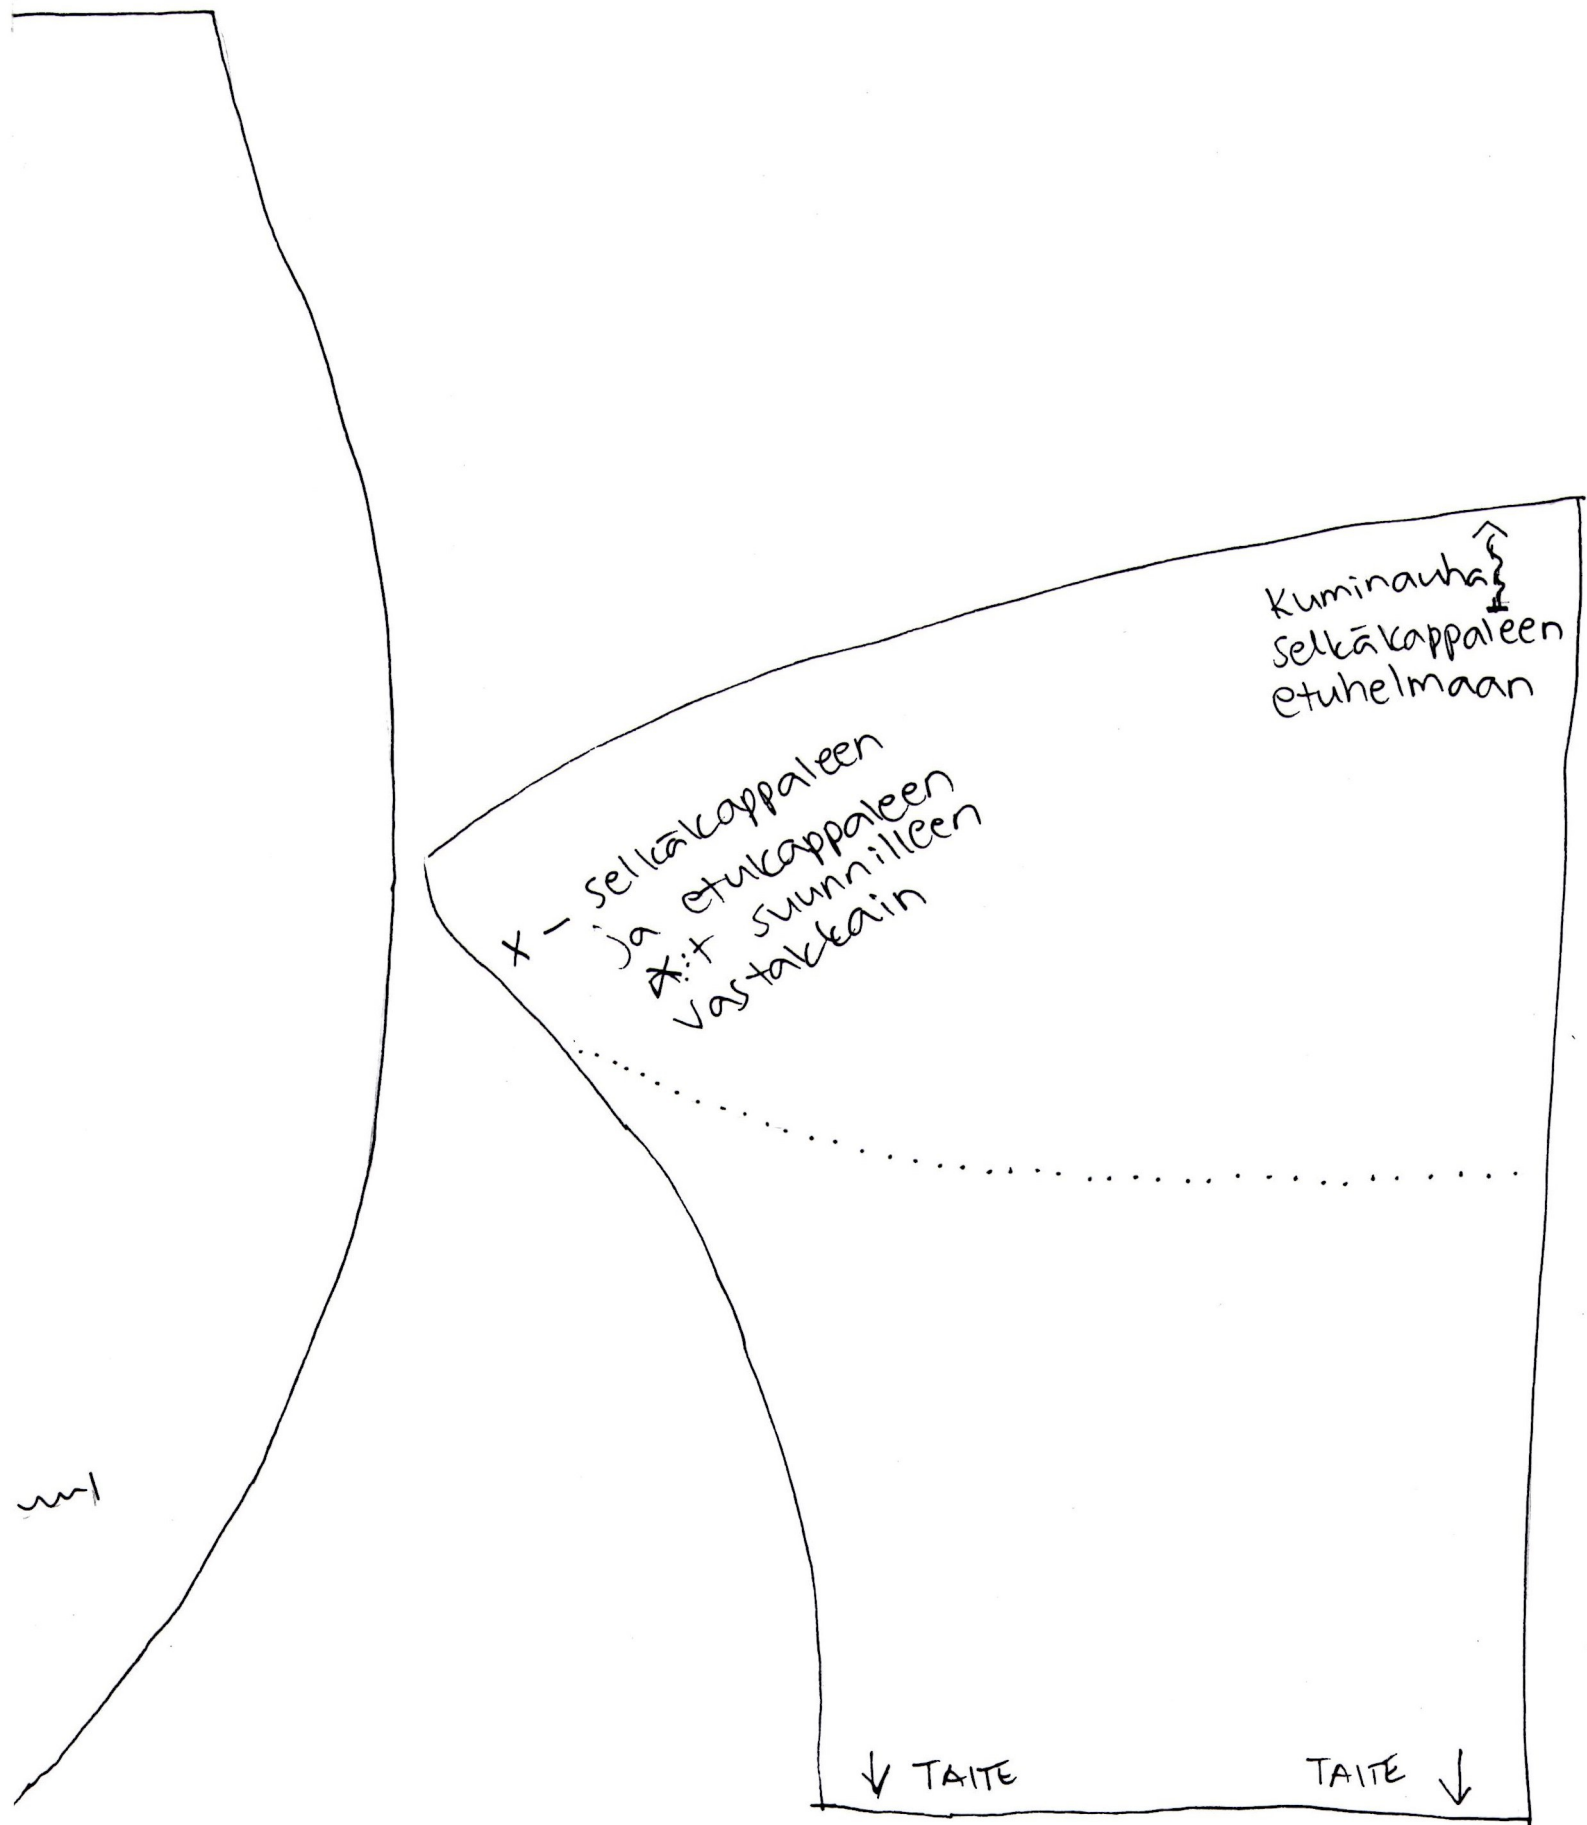 Kuminauha
selkäkappaleen
etuhelmaan
x - selkäkappaleen
ja etukappaleen
x:t suunnilleen
vastakkain
↓ TAITE
TAITE ↓